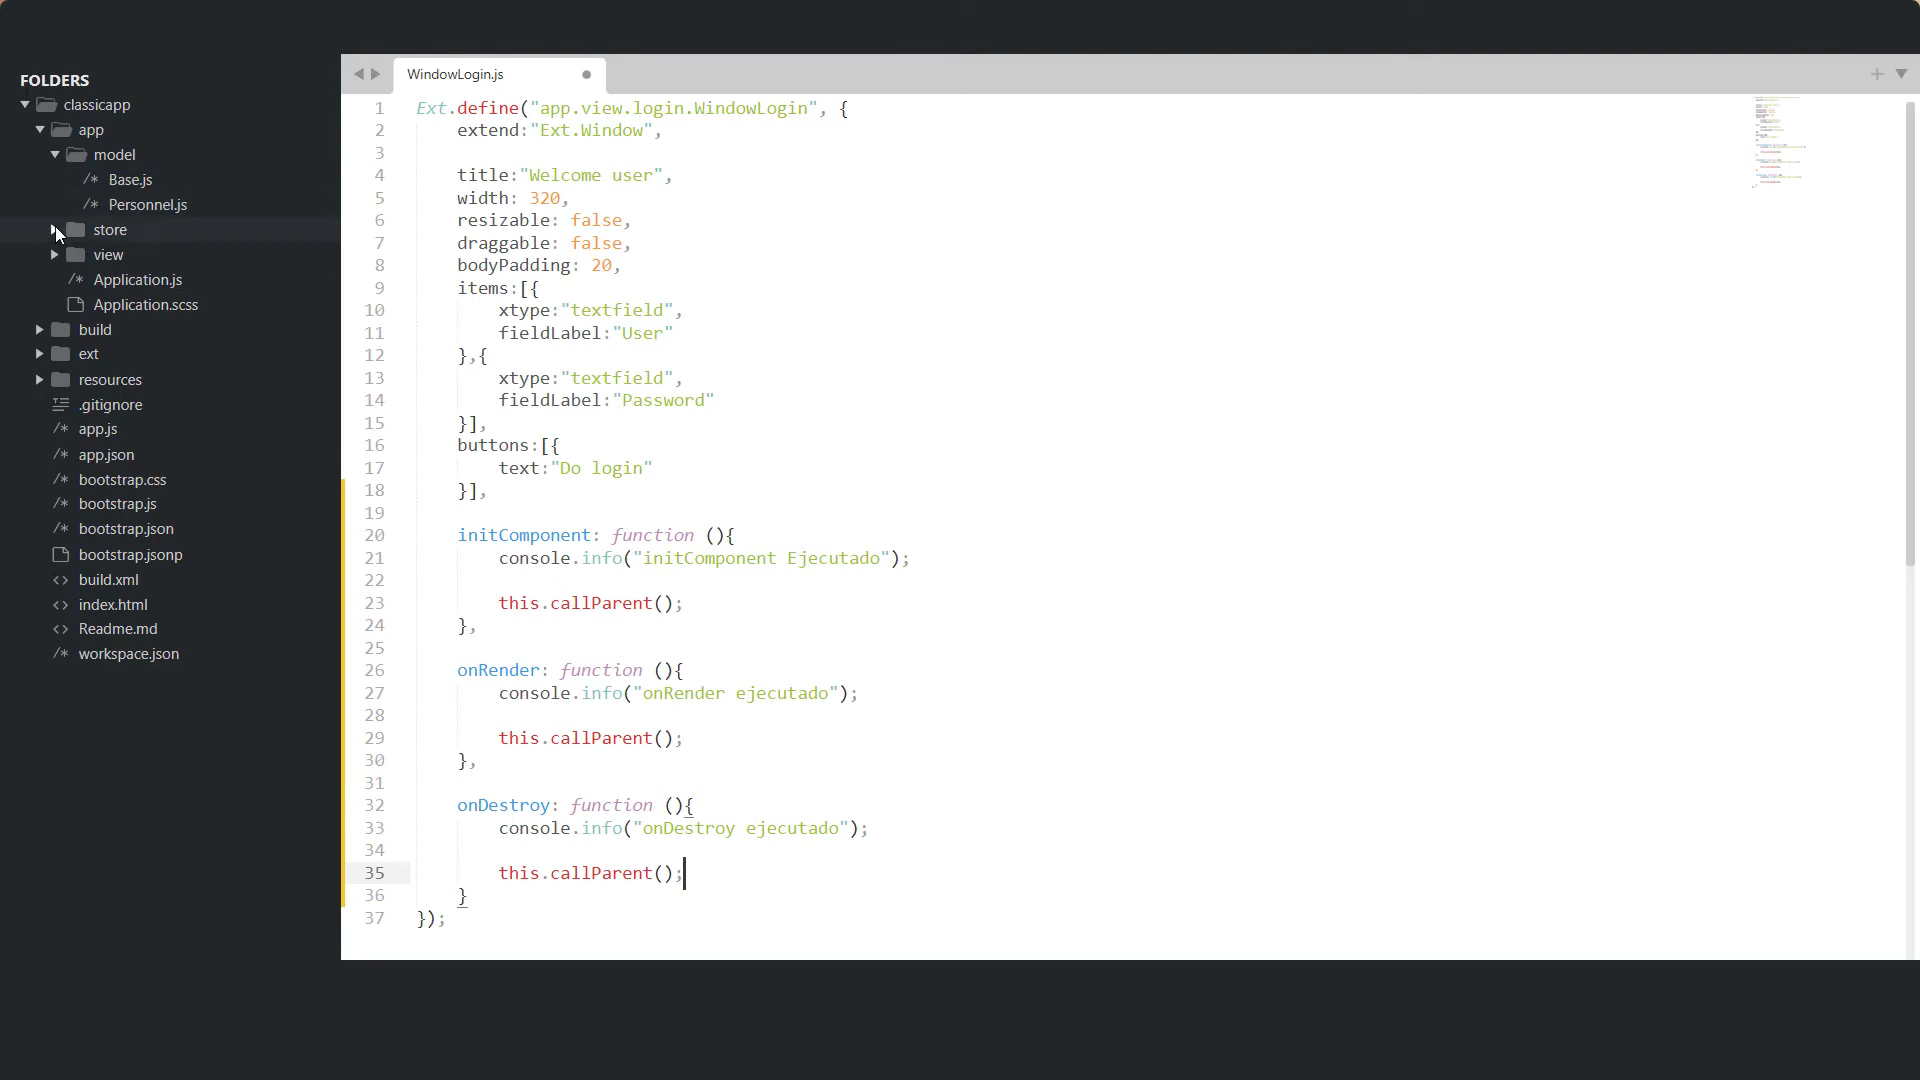 FOLDERS
classicapp
app
model
/* Base.js
/* Personnel.js
store
view
/* Application.js
Application.scss
build
ext
resources
.gitignore
/* app.js
/* app.json
/* bootstrap.css
/* bootstrap.js
/* bootstrap.json
bootstrap.jsonp
<> build.xml
<> index.html
<> Readme.md
/* workspace.json
WindowLogin.js
1 Ext.define("app.view.login.WindowLogin", {
2 extend:"Ext.Window",
3
4 title:"Welcome user",
5 width: 320,
6 resizable: false,
7 draggable: false,
8 bodyPadding: 20,
9 items:[{
10 xtype:"textfield",
11 fieldLabel:"User"
12 },{
13 xtype:"textfield",
14 fieldLabel:"Password"
15 }],
16 buttons:[{
17 text:"Do login"
18 }],
19
20 initComponent: function (){
21 console.info("initComponent Ejecutado");
22
23 this.callParent();
24 },
25
26 onRender: function (){
27 console.info("onRender ejecutado");
28
29 this.callParent();
30 },
31
32 onDestroy: function (){
33 console.info("onDestroy ejecutado");
34
35 this.callParent();
36 }
37 });